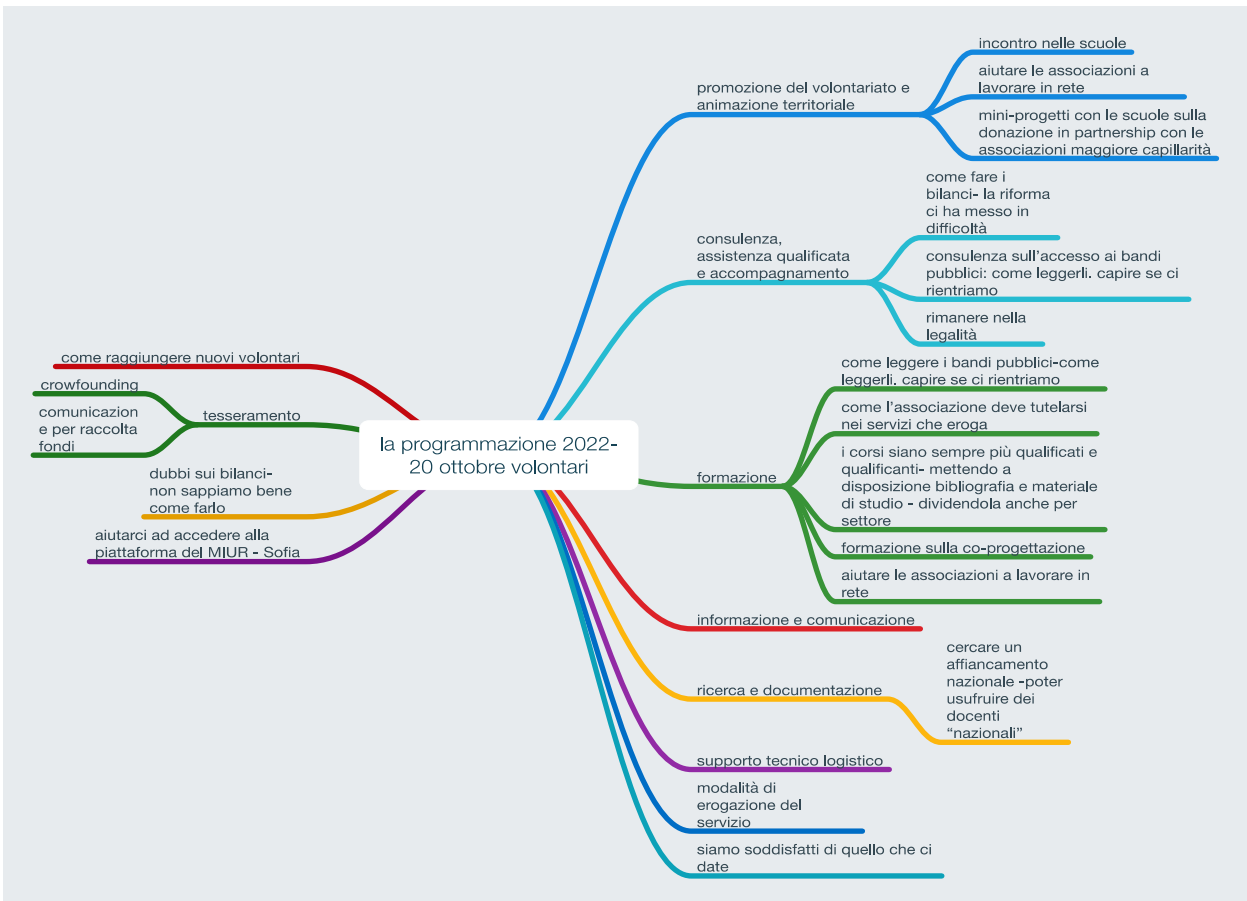 la programmazione 2022-
20 ottobre volontari
promozione del volontariato e
animazione territoriale
incontro nelle scuole
aiutare le associazioni a
lavorare in rete
mini-progetti con le scuole sulla
donazione in partnership con le
associazioni maggiore capillarità
consulenza,
assistenza qualificata
e accompagnamento
come fare i
bilanci- la riforma
ci ha messo in
difficoltà
consulenza sull'accesso ai bandi
pubblici: come leggerli. capire se ci
rientriamo
rimanere nella
legalità
formazione
come leggere i bandi pubblici-come
leggerli. capire se ci rientriamo
come l'associazione deve tutelarsi
nei servizi che eroga
i corsi siano sempre più qualificati e
qualificanti- mettendo a
disposizione bibliografia e materiale
di studio - dividendola anche per
settore
formazione sulla co-progettazione
aiutare le associazioni a lavorare in
rete
informazione e comunicazione
ricerca e documentazione
cercare un
affiancamento
nazionale -poter
usufruire dei
docenti
“nazionali”
supporto tecnico logistico
modalità di
erogazione del
servizio
siamo soddisfatti di quello che ci
date
come raggiungere nuovi volontari
tesseramento
crowfounding
comunicazion
e per raccolta
fondi
dubbi sui bilanci-
non sappiamo bene
come farlo
aiutarci ad accedere alla
piattaforma del MIUR - Sofia